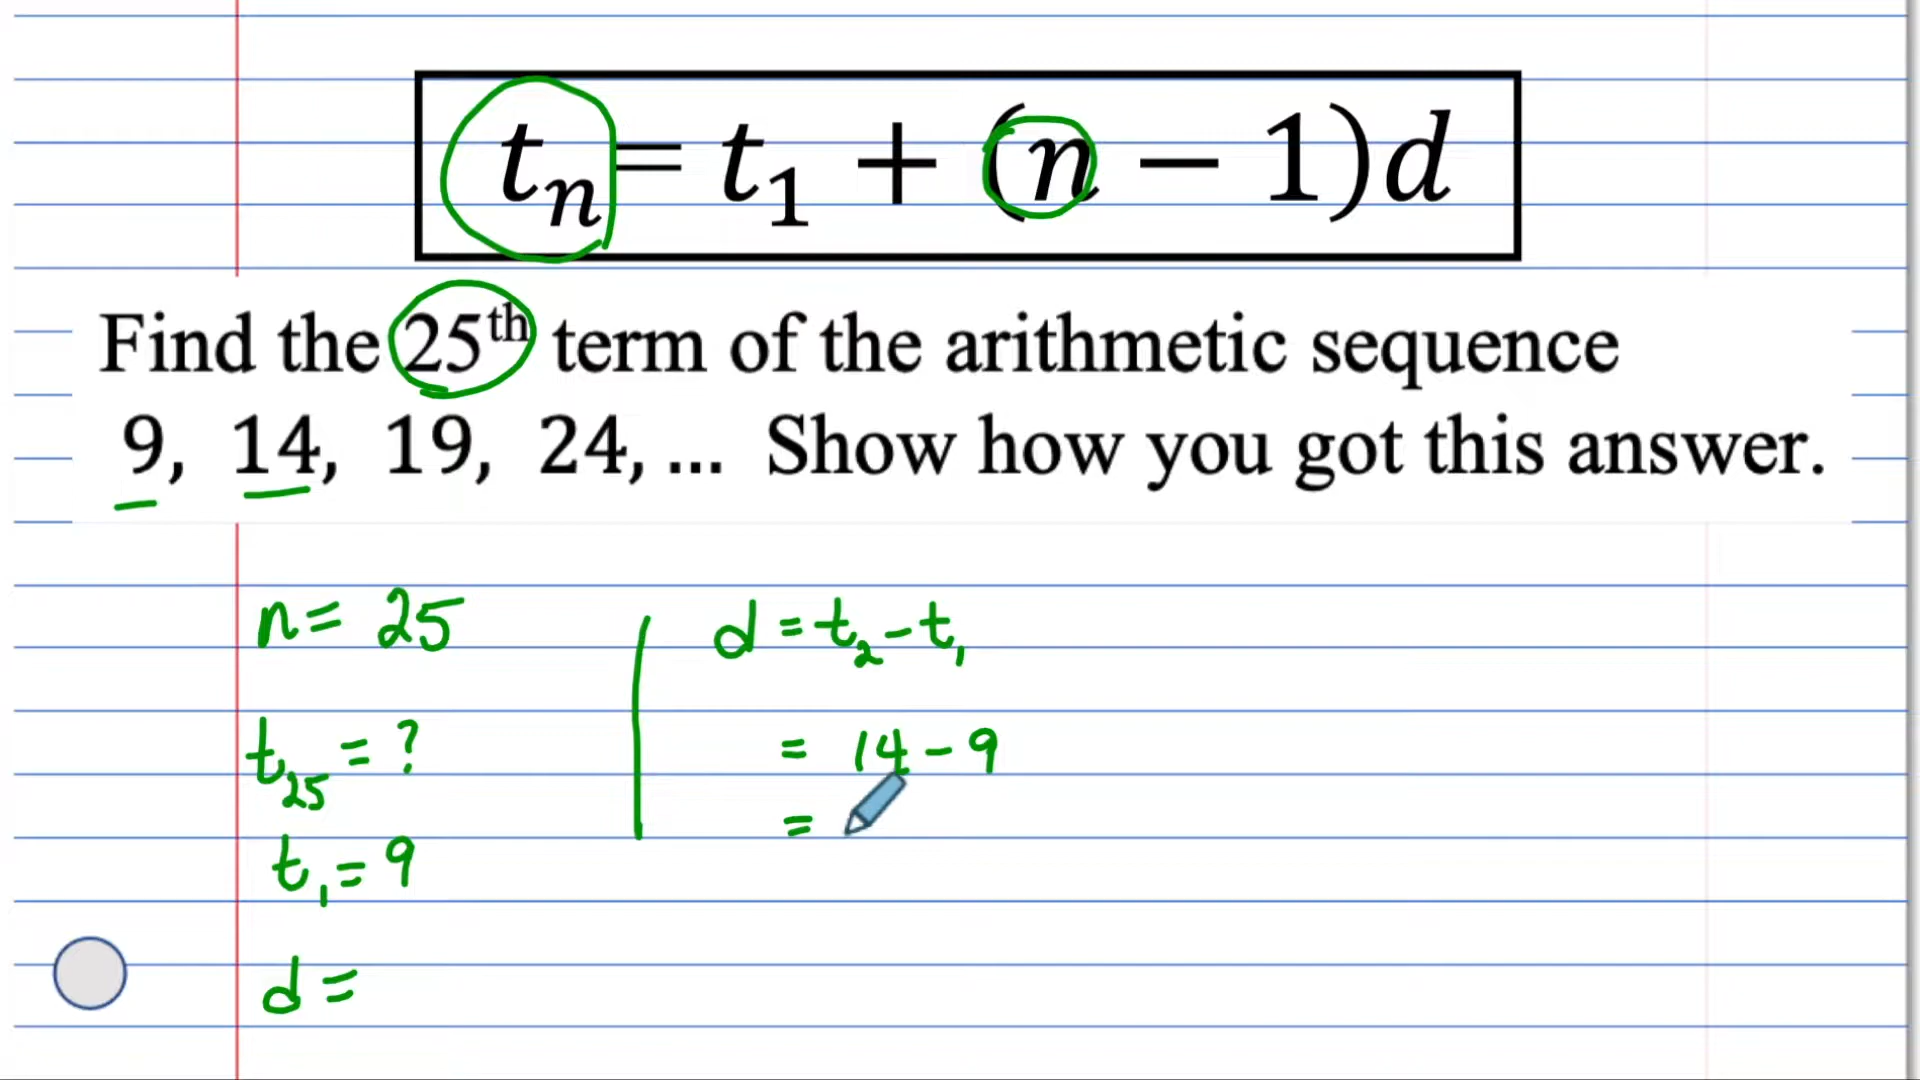 tₙ = t₁ + (n − 1)d
Find the 25ᵗʰ term of the arithmetic sequence
9, 14, 19, 24, ... Show how you got this answer.
n = 25
t₂₅ = ?
t₁ = 9
d =
d = t₂ - t₁
= 14 - 9
=